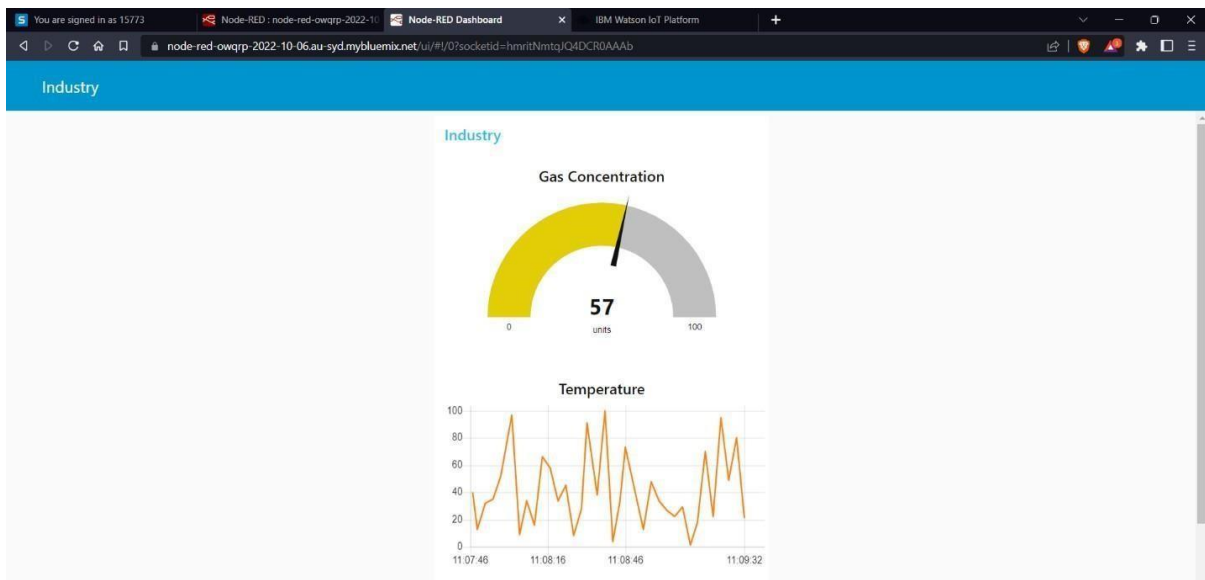 You are signed in as 15773
Node-RED : node-red-owqrp-2022-10
Node-RED Dashboard
IBM Watson IoT Platform
node-red-owqrp-2022-10-06.au-syd.mybluemix.net/ui/#!/0?socketid=hmritNmtqJQ4DCR0AAAb
Industry
Industry
Gas Concentration
57
0 units 100
Temperature
100
80
60
40
20
0
11:07:46 11:08:16 11:08:46 11:09:32